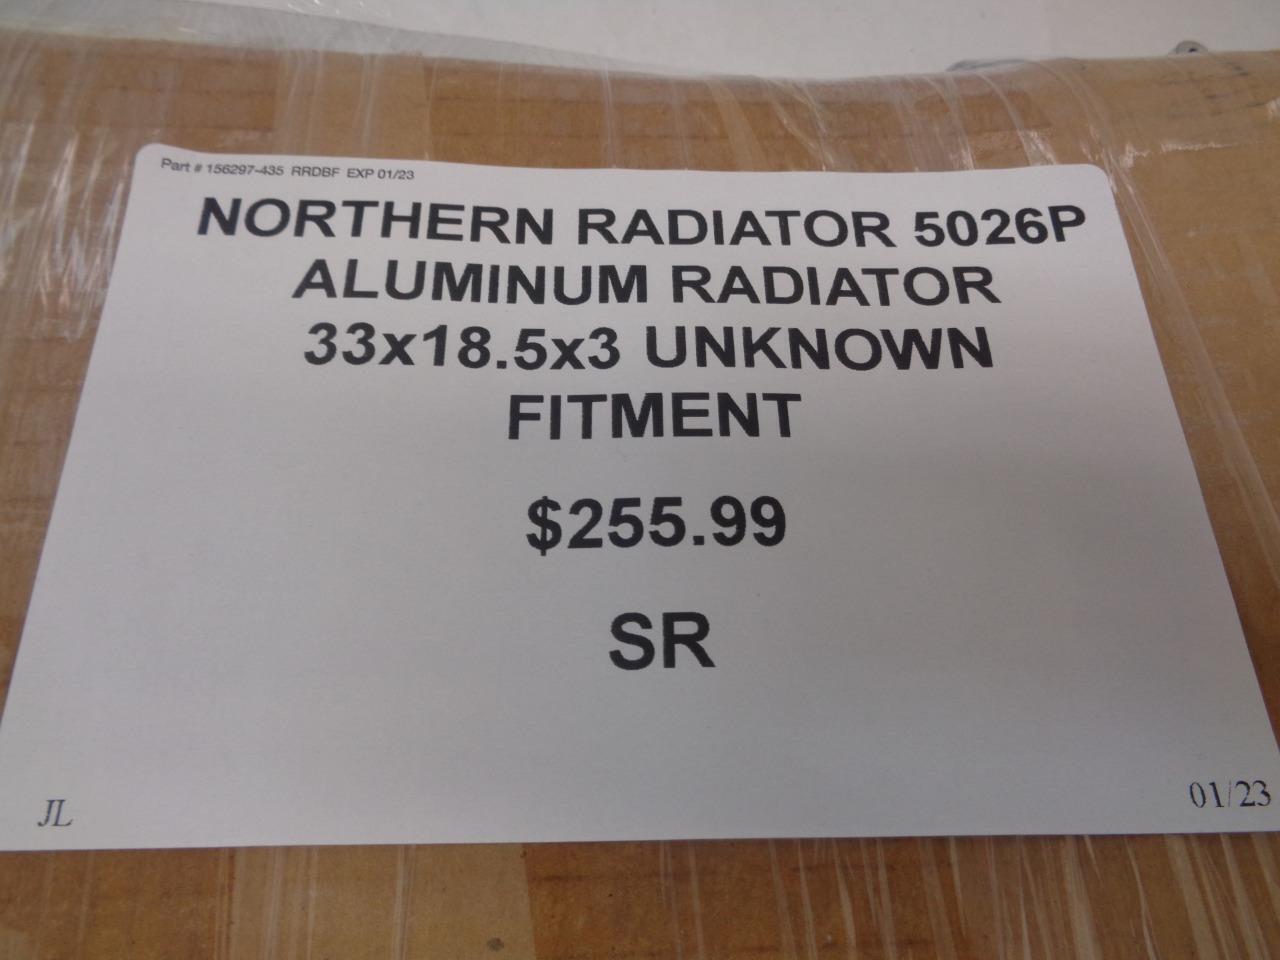 Part # 156297-435 RRDBF EXP 01/23
NORTHERN RADIATOR 5026P
ALUMINUM RADIATOR
33x18.5x3 UNKNOWN
FITMENT
$255.99
SR
JL
01/23